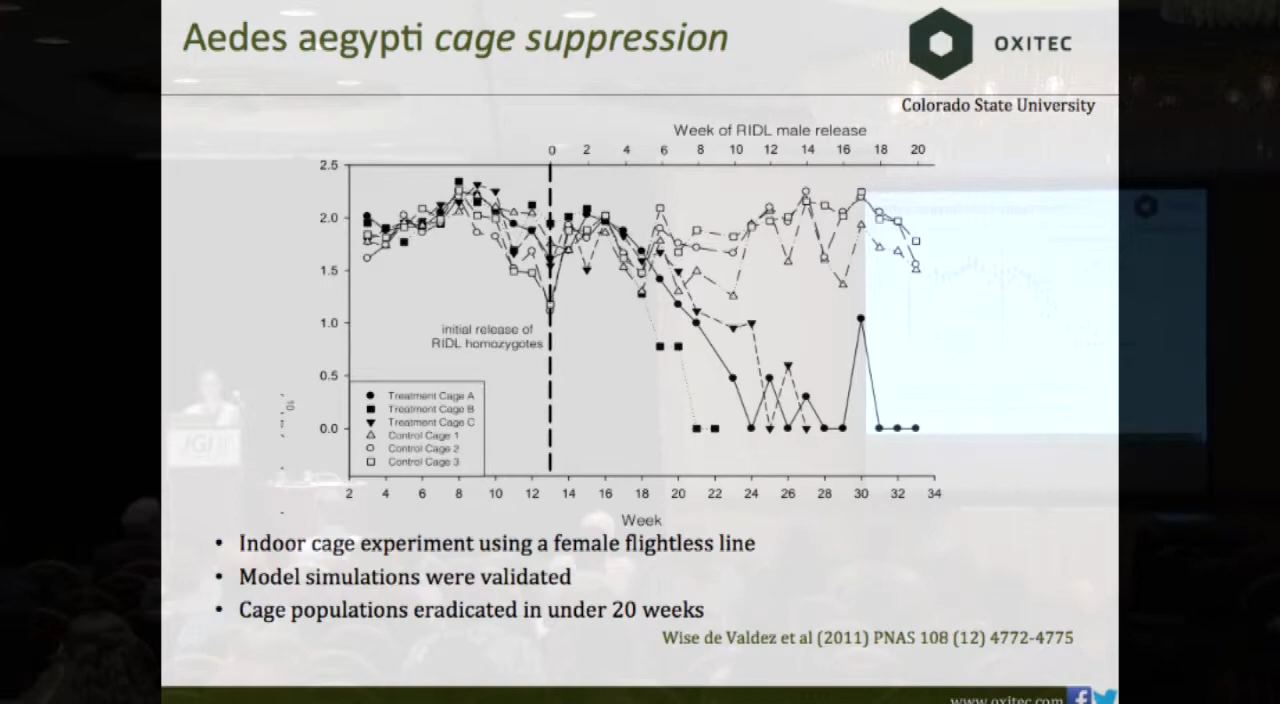 Aedes aegypti cage suppression
OXITEC
Colorado State University
Week of RIDL male release
0 2 4 6 8 10 12 14 16 18 20
2.5
2.0
1.5
1.0
0.5
0.0
initial release of
RIDL homozygotes
Treatment Cage A
Treatment Cage B
Treatment Cage C
Control Cage 1
Control Cage 2
Control Cage 3
2 4 6 8 10 12 14 16 18 20 22 24 26 28 30 32 34
Week
• Indoor cage experiment using a female flightless line
• Model simulations were validated
• Cage populations eradicated in under 20 weeks
Wise de Valdez et al (2011) PNAS 108 (12) 4772-4775
www.oxitec.com
JGI